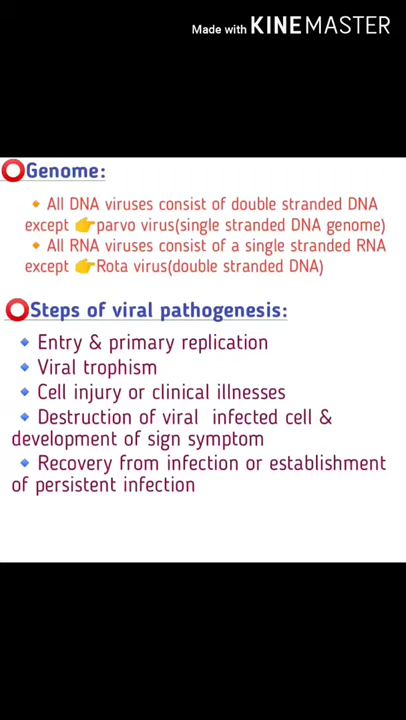 Made with KINEMASTER
⭕Genome:
🔸All DNA viruses consist of double stranded DNA
except 👉parvo virus(single stranded DNA genome)
🔸All RNA viruses consist of a single stranded RNA
except 👉Rota virus(double stranded DNA)
⭕Steps of viral pathogenesis:
🔹Entry & primary replication
🔹Viral trophism
🔹Cell injury or clinical illnesses
🔹Destruction of viral infected cell &
development of sign symptom
🔹Recovery from infection or establishment
of persistent infection